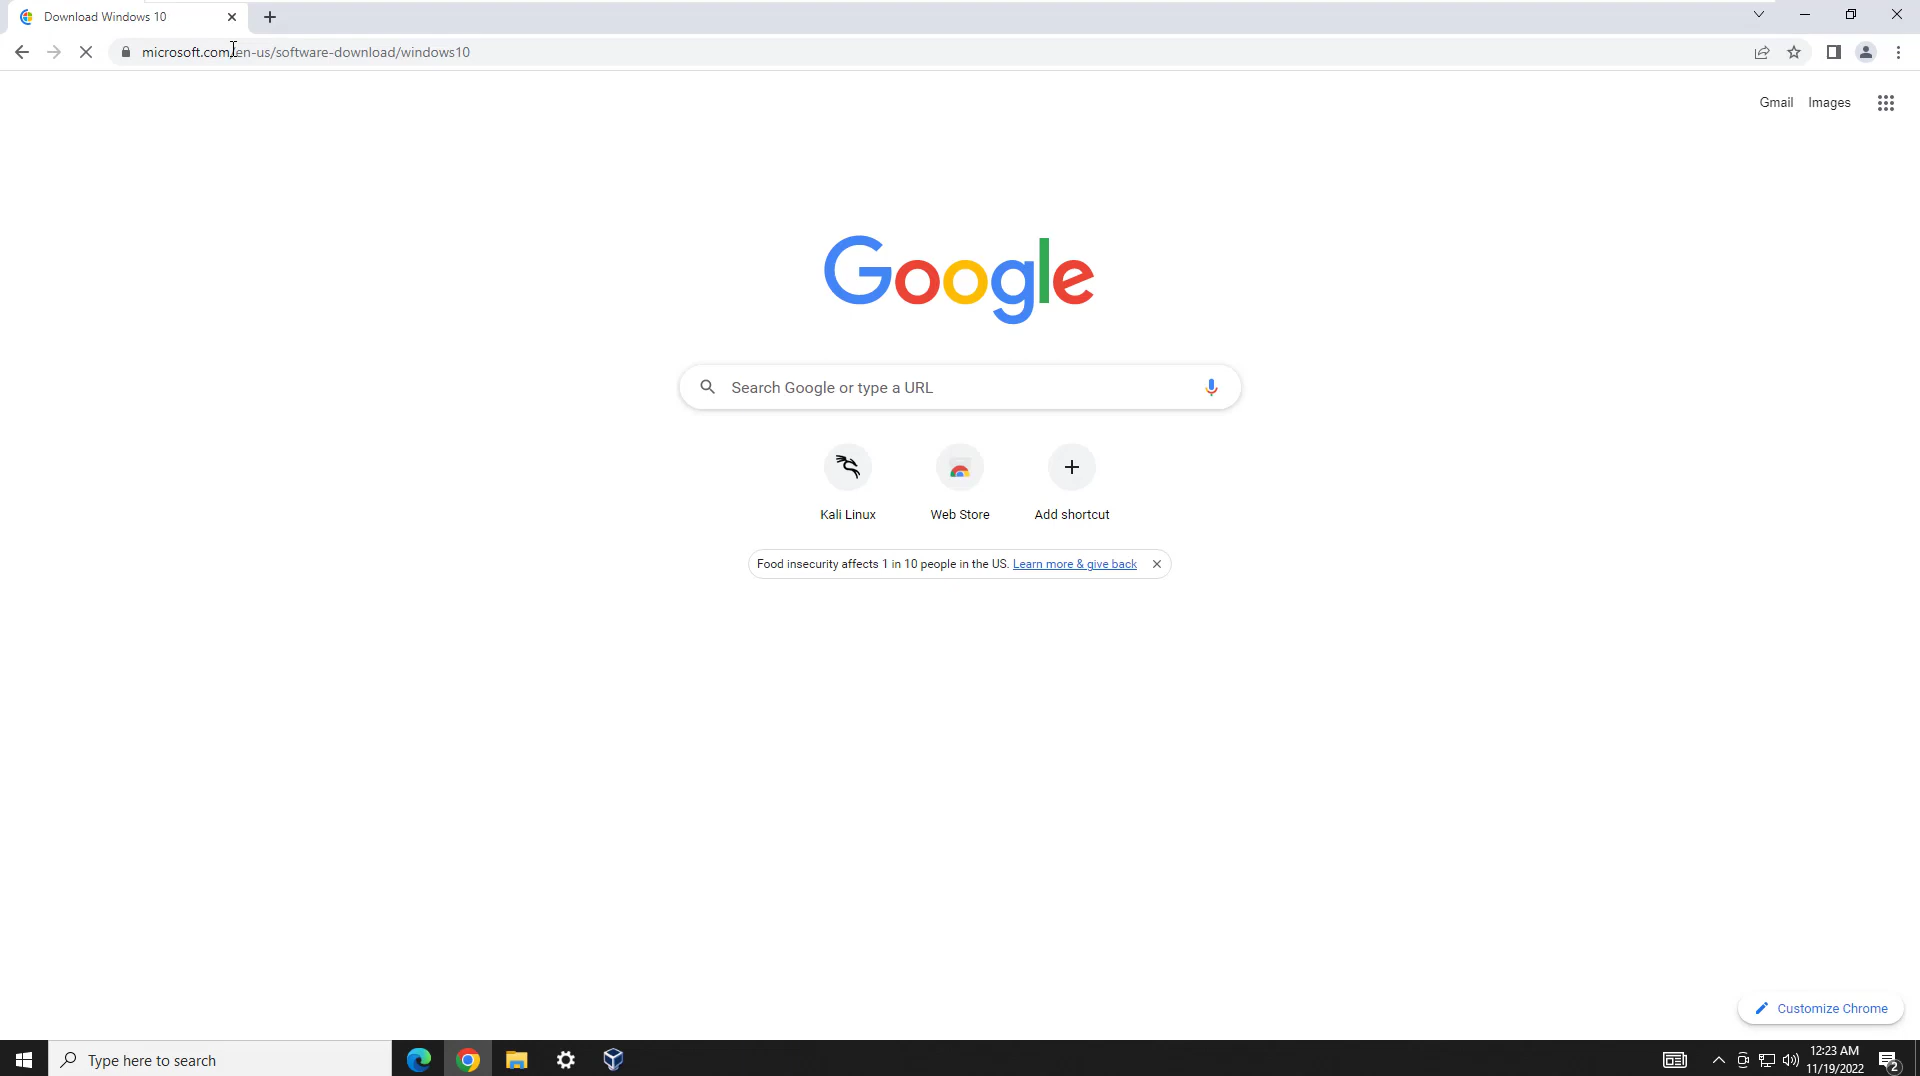 Download Windows 10
microsoft.com/en-us/software-download/windows10
Gmail Images
Google
Search Google or type a URL
Kali Linux Web Store Add shortcut
Food insecurity affects 1 in 10 people in the US. Learn more & give back
Customize Chrome
Type here to search
12:23 AM
11/19/2022
2